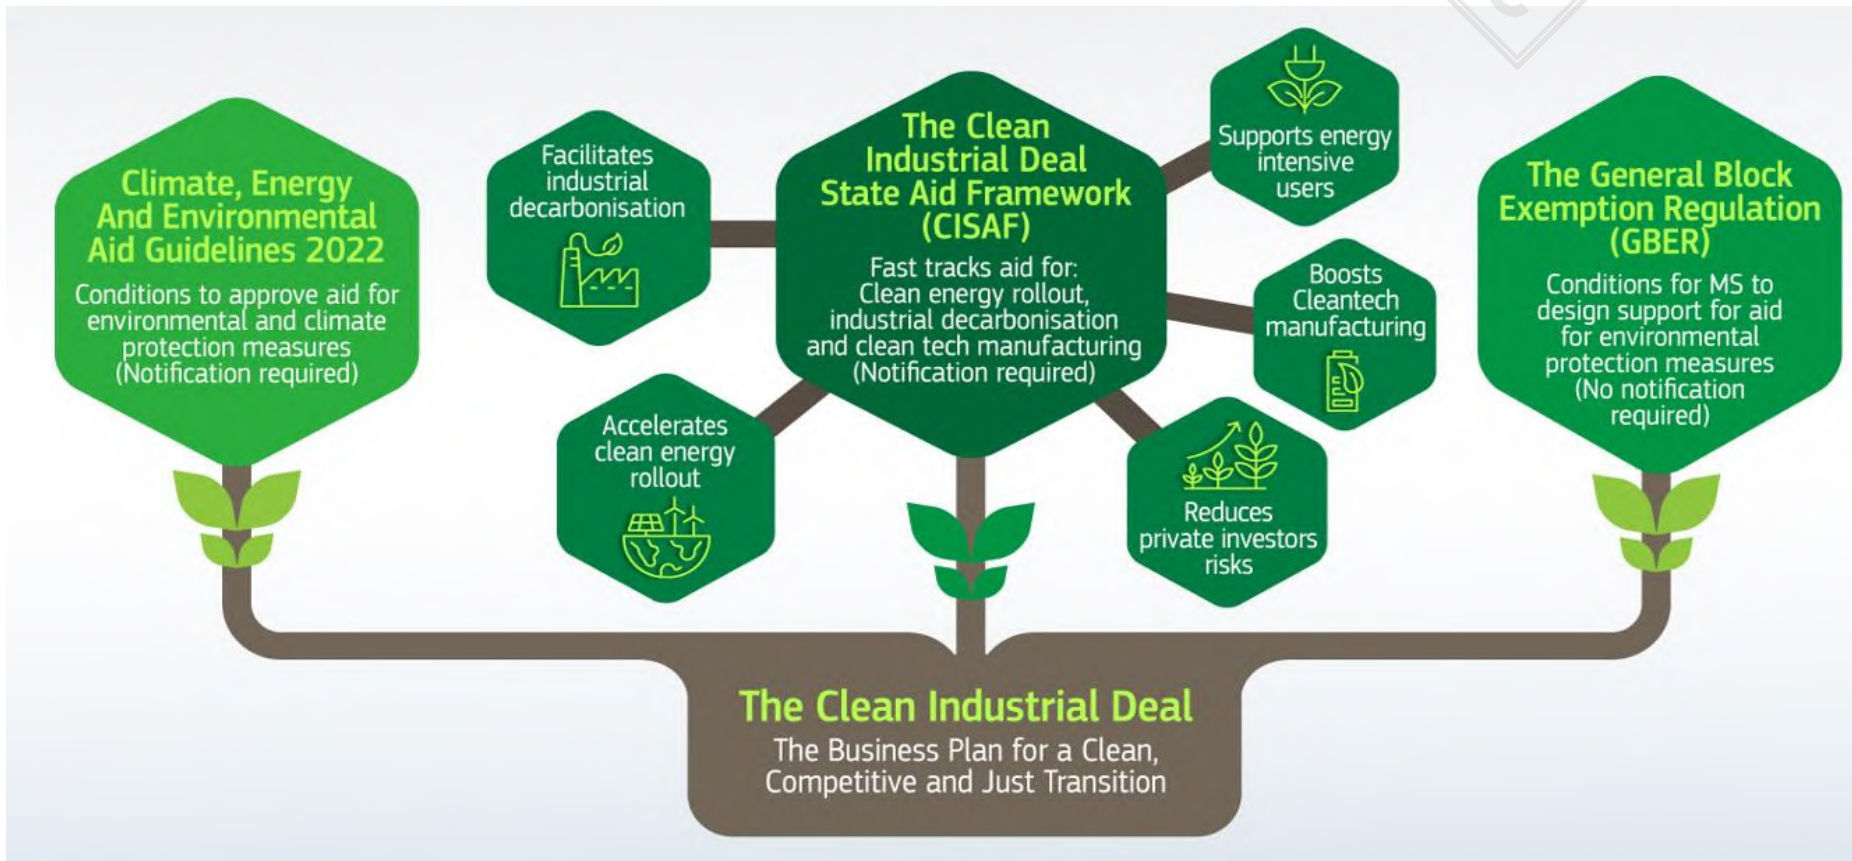 Climate, Energy
And Environmental
Aid Guidelines 2022
Conditions to approve aid for
environmental and climate
protection measures
(Notification required)
Facilitates
industrial
decarbonisation
Accelerates
clean energy
rollout
The Clean
Industrial Deal
State Aid Framework
(CISAF)
Fast tracks aid for:
Clean energy rollout,
industrial decarbonisation
and clean tech manufacturing
(Notification required)
Supports energy
intensive
users
Boosts
Cleantech
manufacturing
Reduces
private investors
risks
The General Block
Exemption Regulation
(GBER)
Conditions for MS to
design support for aid
for environmental
protection measures
(No notification
required)
The Clean Industrial Deal
The Business Plan for a Clean,
Competitive and Just Transition